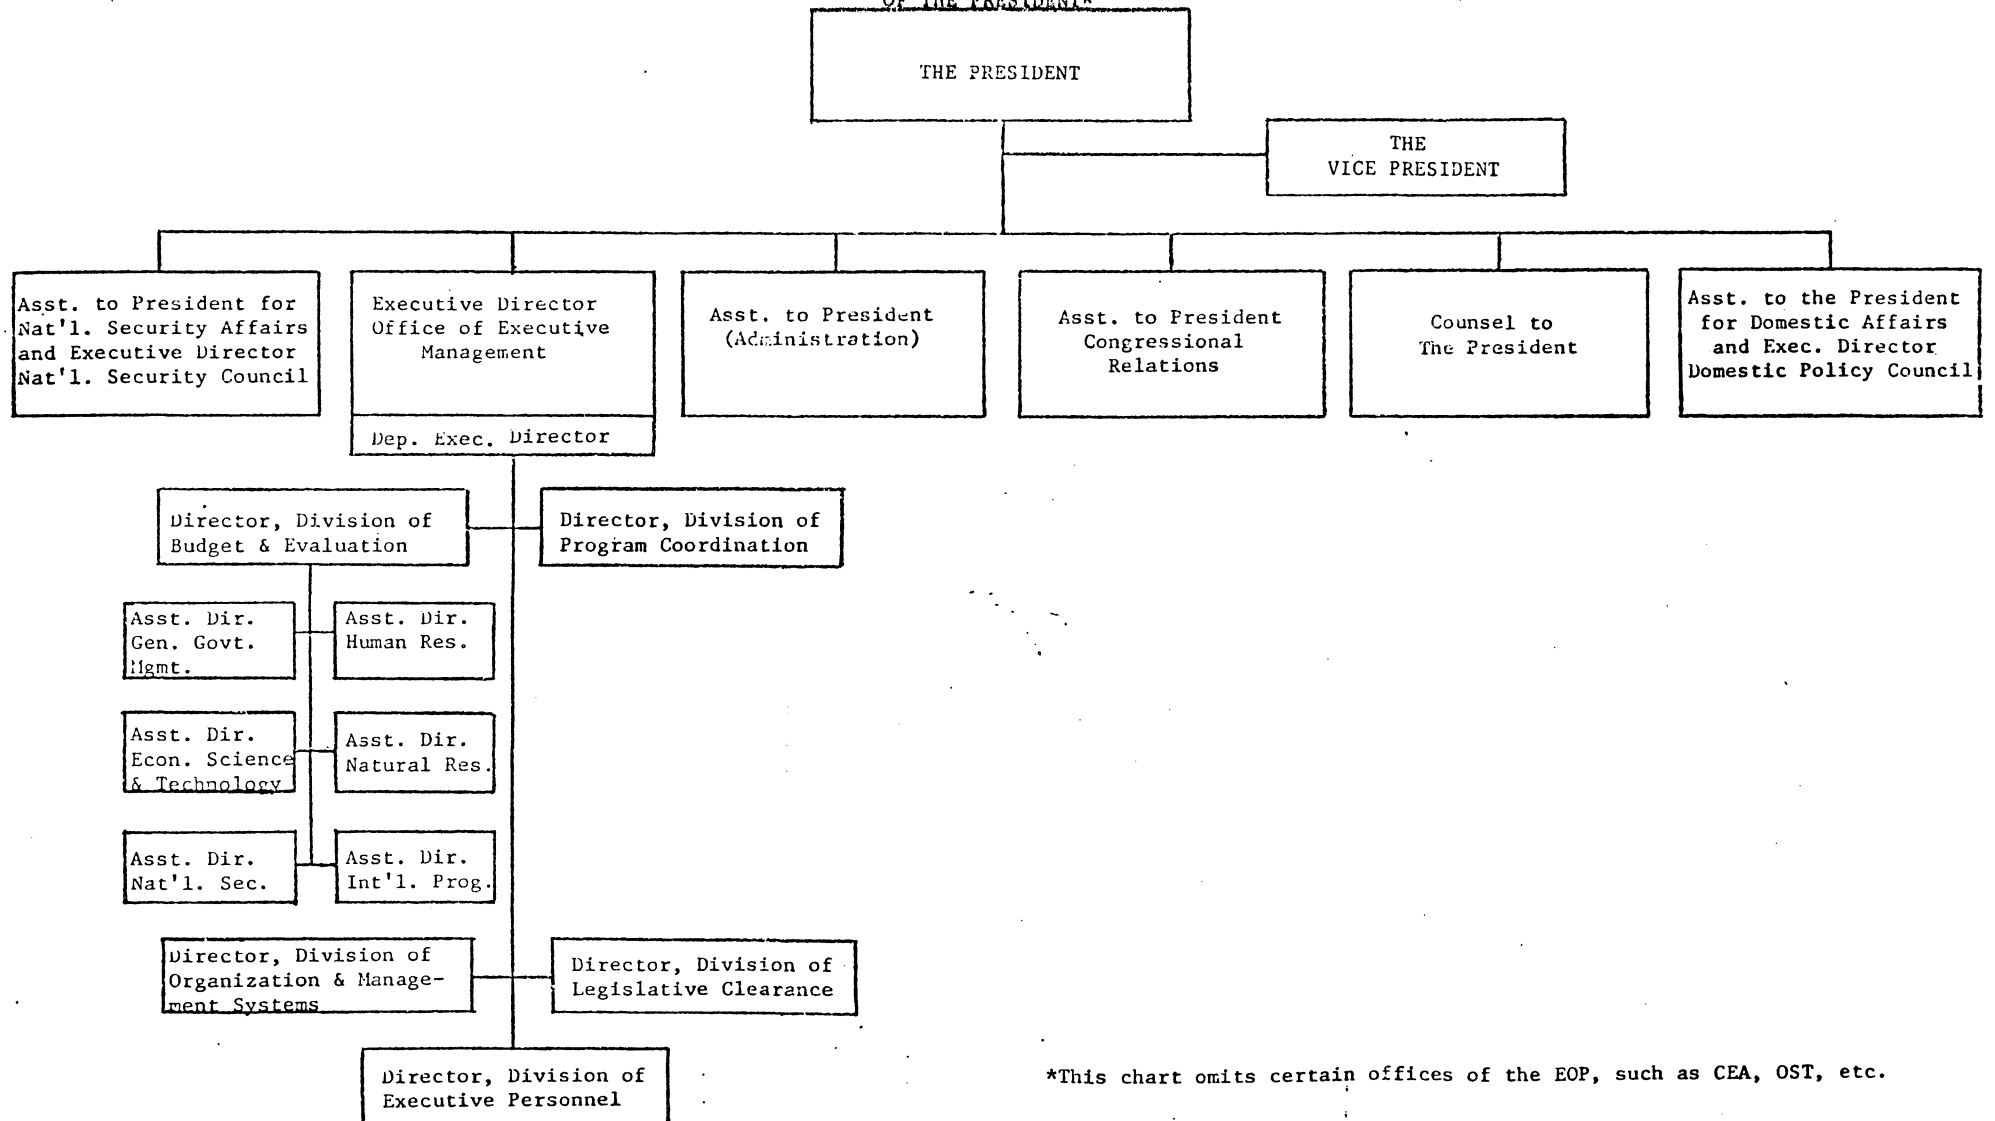 OF THE PRESIDENT*
THE PRESIDENT
THE
VICE PRESIDENT
Asst. to President for
Nat'l. Security Affairs
and Executive Director
Nat'l. Security Council
Executive Director
Office of Executive
Management
Dep. Exec. Director
Asst. to President
(Administration)
Asst. to President
Congressional
Relations
Counsel to
The President
Asst. to the President
for Domestic Affairs
and Exec. Director
Domestic Policy Council
Director, Division of
Budget & Evaluation
Director, Division of
Program Coordination
Asst. Dir.
Gen. Govt.
Mgmt.
Asst. Dir.
Human Res.
Asst. Dir.
Econ. Science
& Technology
Asst. Dir.
Natural Res.
Asst. Dir.
Nat'l. Sec.
Asst. Dir.
Int'l. Prog.
Director, Division of
Organization & Manage-
ment Systems
Director, Division of
Legislative Clearance
Director, Division of
Executive Personnel
*This chart omits certain offices of the EOP, such as CEA, OST, etc.